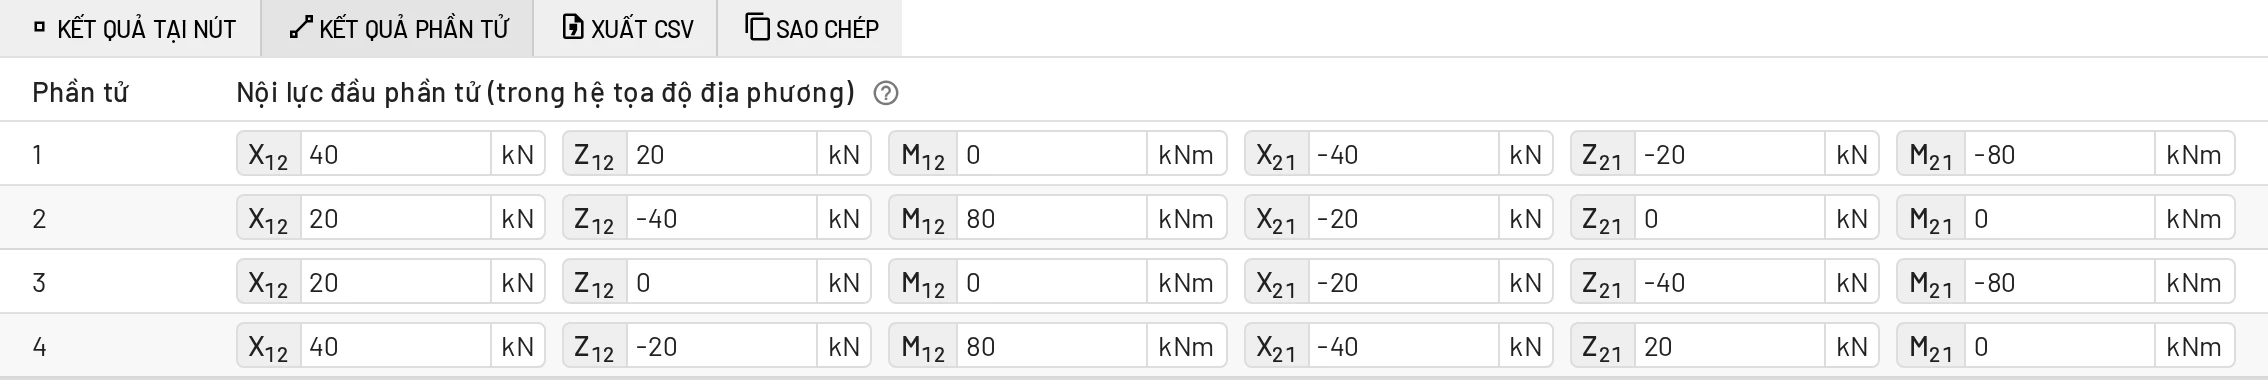 KẾT QUẢ TẠI NÚT KẾT QUẢ PHẦN TỬ XUẤT CSV SAO CHÉP
Phần tử Nội lực đầu phần tử (trong hệ tọa độ địa phương) ?
1 X12 40 kN Z12 20 kN M12 0 kNm X21 -40 kN Z21 -20 kN M21 -80 kNm
2 X12 20 kN Z12 -40 kN M12 80 kNm X21 -20 kN Z21 0 kN M21 0 kNm
3 X12 20 kN Z12 0 kN M12 0 kNm X21 -20 kN Z21 -40 kN M21 -80 kNm
4 X12 40 kN Z12 -20 kN M12 80 kNm X21 -40 kN Z21 20 kN M21 0 kNm